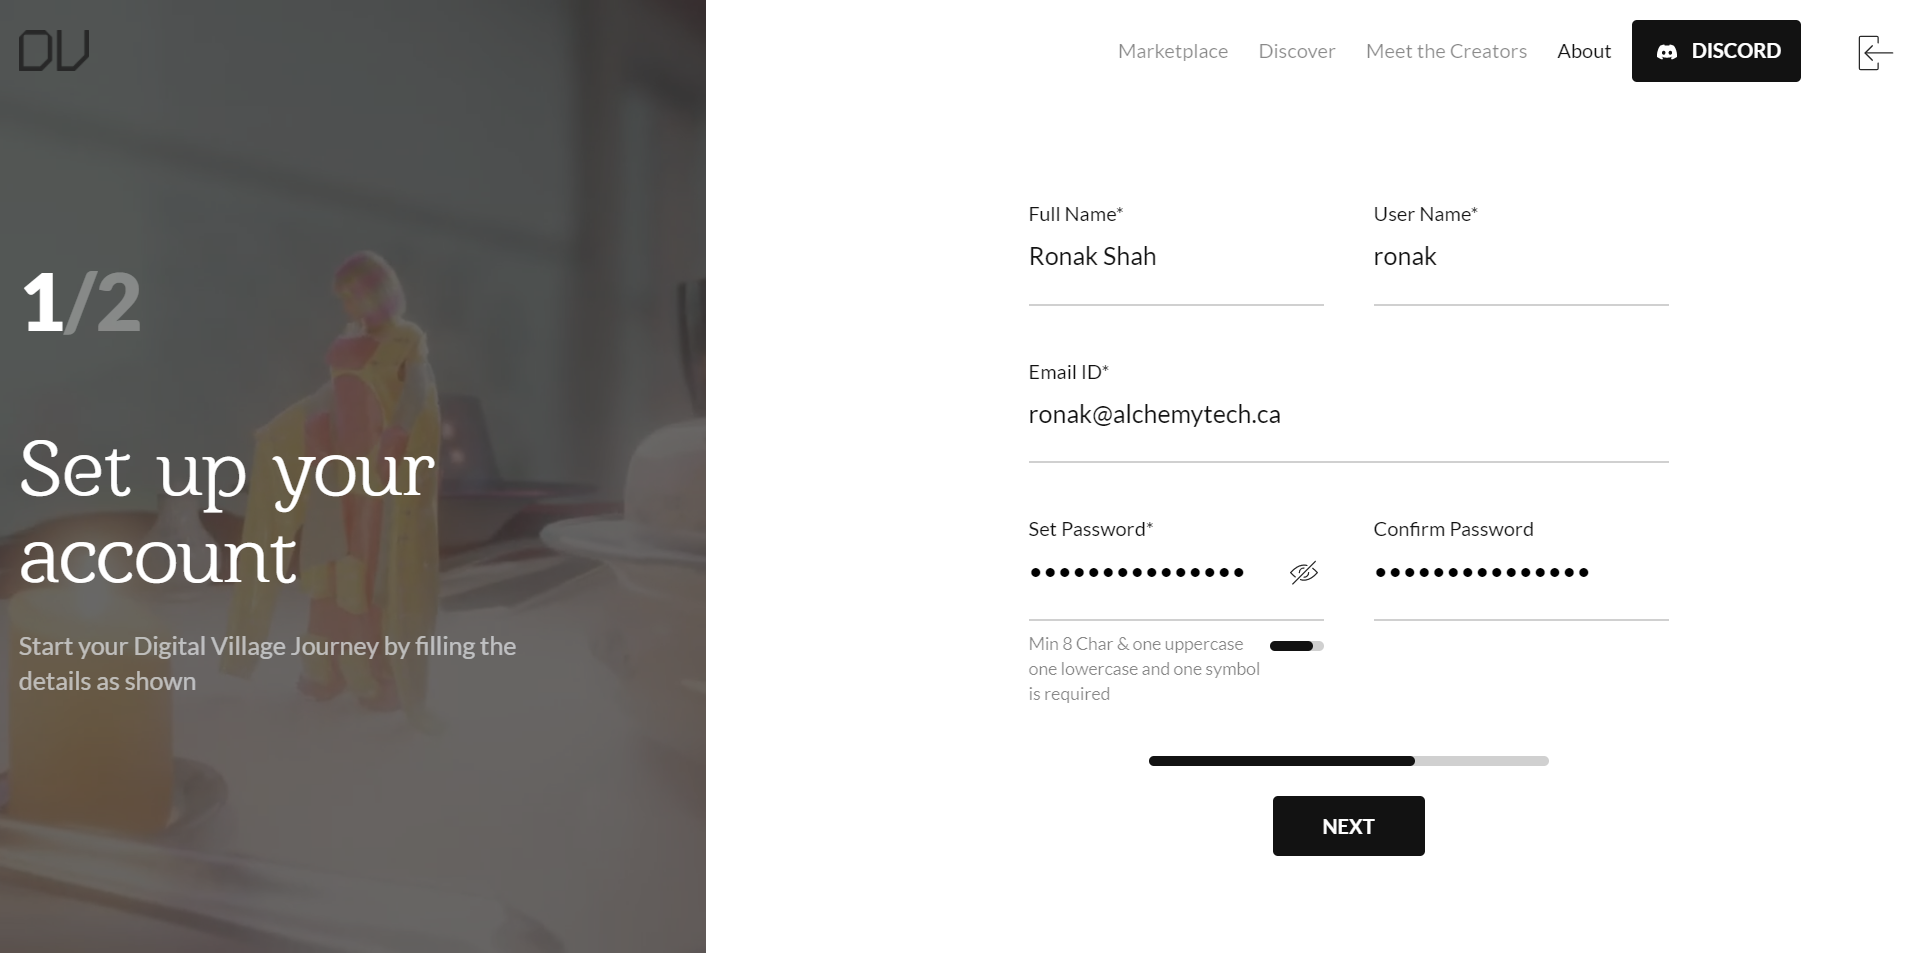 DV
Marketplace Discover Meet the Creators About DISCORD
1/2
Set up your
account
Start your Digital Village Journey by filling the
details as shown
Full Name* User Name*
Ronak Shah ronak
Email ID*
ronak@alchemytech.ca
Set Password* Confirm Password
••••••••••••••• •••••••••••••••
Min 8 Char & one uppercase
one lowercase and one symbol
is required
NEXT